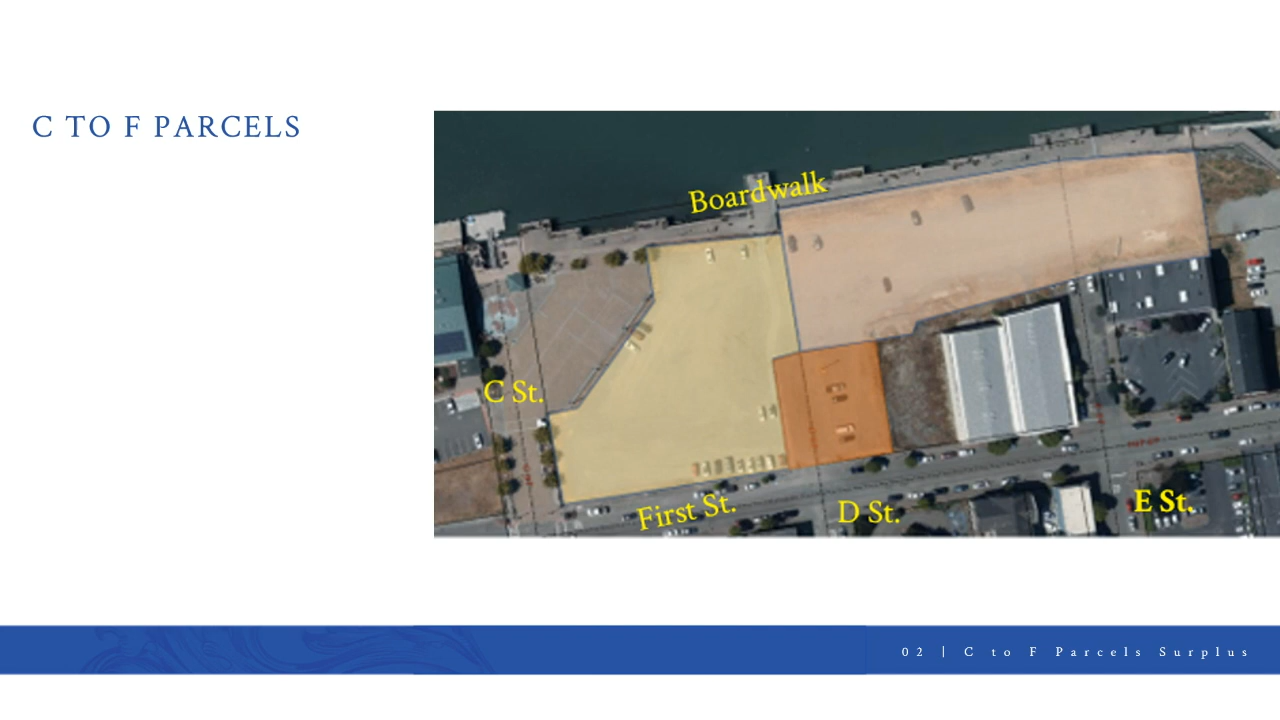 C TO F PARCELS
Boardwalk
C St.
First St.
D St.
E St.
02 | C to F Parcels Surplus